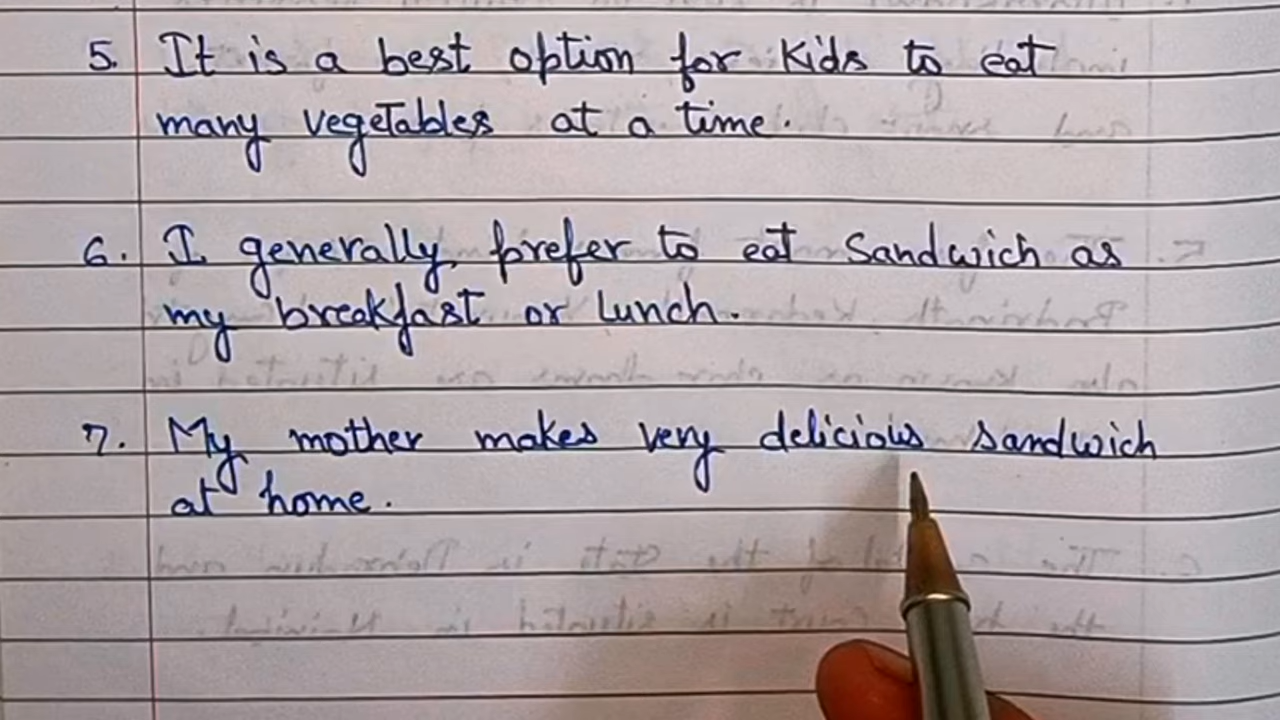 5. It is a best option for Kids to eat
many vegetables at a time.
6. I generally prefer to eat Sandwich as
my breakfast or Lunch.
7. My mother makes very delicious sandwich
at home.